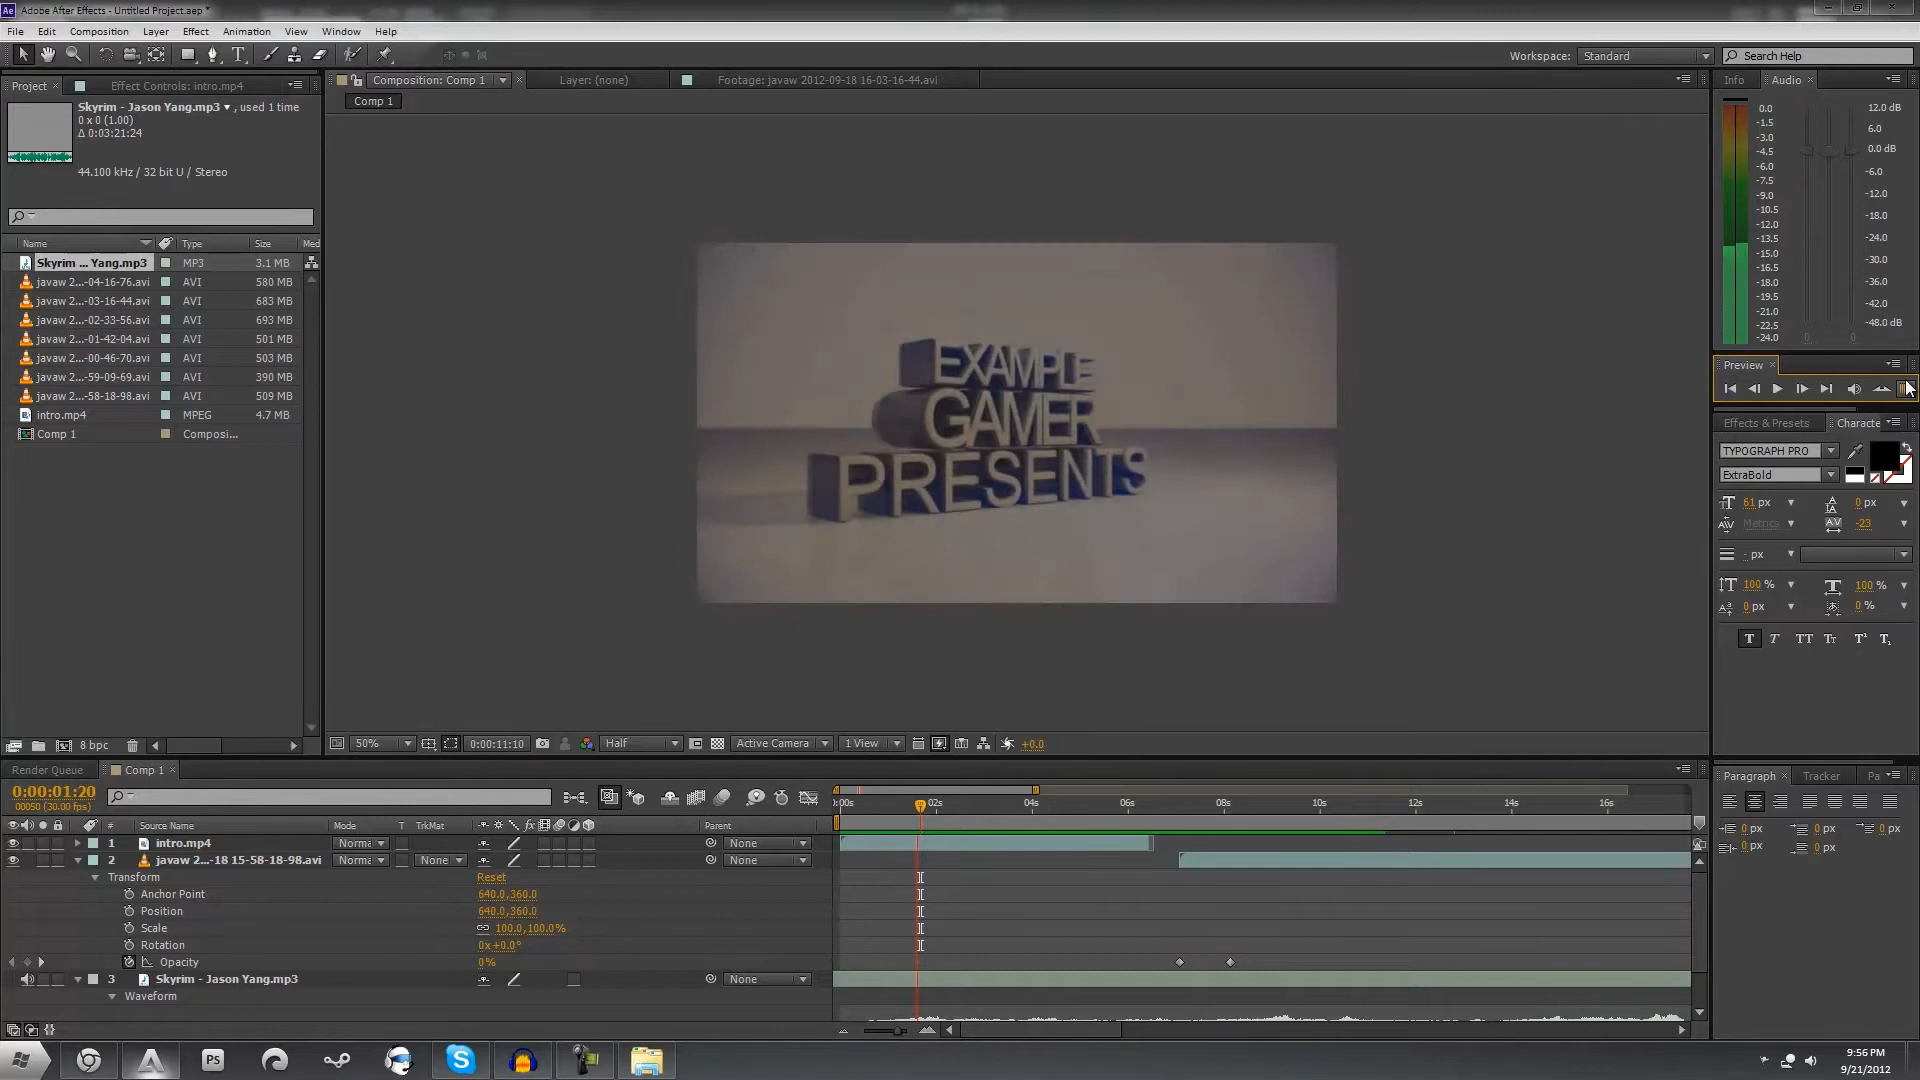 Adobe After Effects - Untitled Project.aep *
File Edit Composition Layer Effect Animation View Window Help
Workspace: Standard Search Help
Project Effect Controls: intro.mp4
Skyrim - Jason Yang.mp3 , used 1 time
0 x 0 (1.00)
Δ 0:03:21:24
44.100 kHz / 32 bit U / Stereo
Name Type Size Med
Skyrim ... Yang.mp3 MP3 3.1 MB
javaw 2...-04-16-76.avi AVI 580 MB
javaw 2...-03-16-44.avi AVI 683 MB
javaw 2...-02-33-56.avi AVI 693 MB
javaw 2...-01-42-04.avi AVI 501 MB
javaw 2...-00-46-70.avi AVI 503 MB
javaw 2...-59-09-69.avi AVI 390 MB
javaw 2...-58-18-98.avi AVI 509 MB
intro.mp4 MPEG 4.7 MB
Comp 1 Composi...
8 bpc
Composition: Comp 1 Layer: (none) Footage: javaw 2012-09-18 16-03-16-44.avi
Comp 1
EXAMPLE
GAMER
PRESENTS
50% 0:00:11:10 Half Active Camera 1 View +0.0
Info Audio
0.0
-1.5
-3.0
-4.5
-6.0
-7.5
-9.0
-10.5
-12.0
-13.5
-15.0
-16.5
-18.0
-19.5
-21.0
-22.5
-24.0
12.0 dB
6.0
0.0 dB
-6.0
-12.0
-18.0
-24.0
-30.0
-36.0
-42.0
-48.0 dB
0 0
Preview
Effects & Presets Characte
TYPOGRAPH PRO
ExtraBold
61 px 0 px
Metrics -23
- px
100 % 100 %
0 px 0 %
T T TT Tt T¹ T₁
Paragraph Tracker Pa
0 px 0 px 0 px
0 px 0 px
Render Queue Comp 1
0:00:01:20
00050 (30.00 fps)
# Source Name Mode T TrkMat fx Parent
1 intro.mp4 Norma None
2 javaw 2...-18 15-58-18-98.avi Norma None None
Transform Reset
Anchor Point 640.0,360.0
Position 640.0,360.0
Scale 100.0,100.0%
Rotation 0x+0.0°
Opacity 0%
3 Skyrim - Jason Yang.mp3 None
Waveform
):00s 02s 04s 06s 08s 10s 12s 14s 16s
PS
9:56 PM
9/21/2012